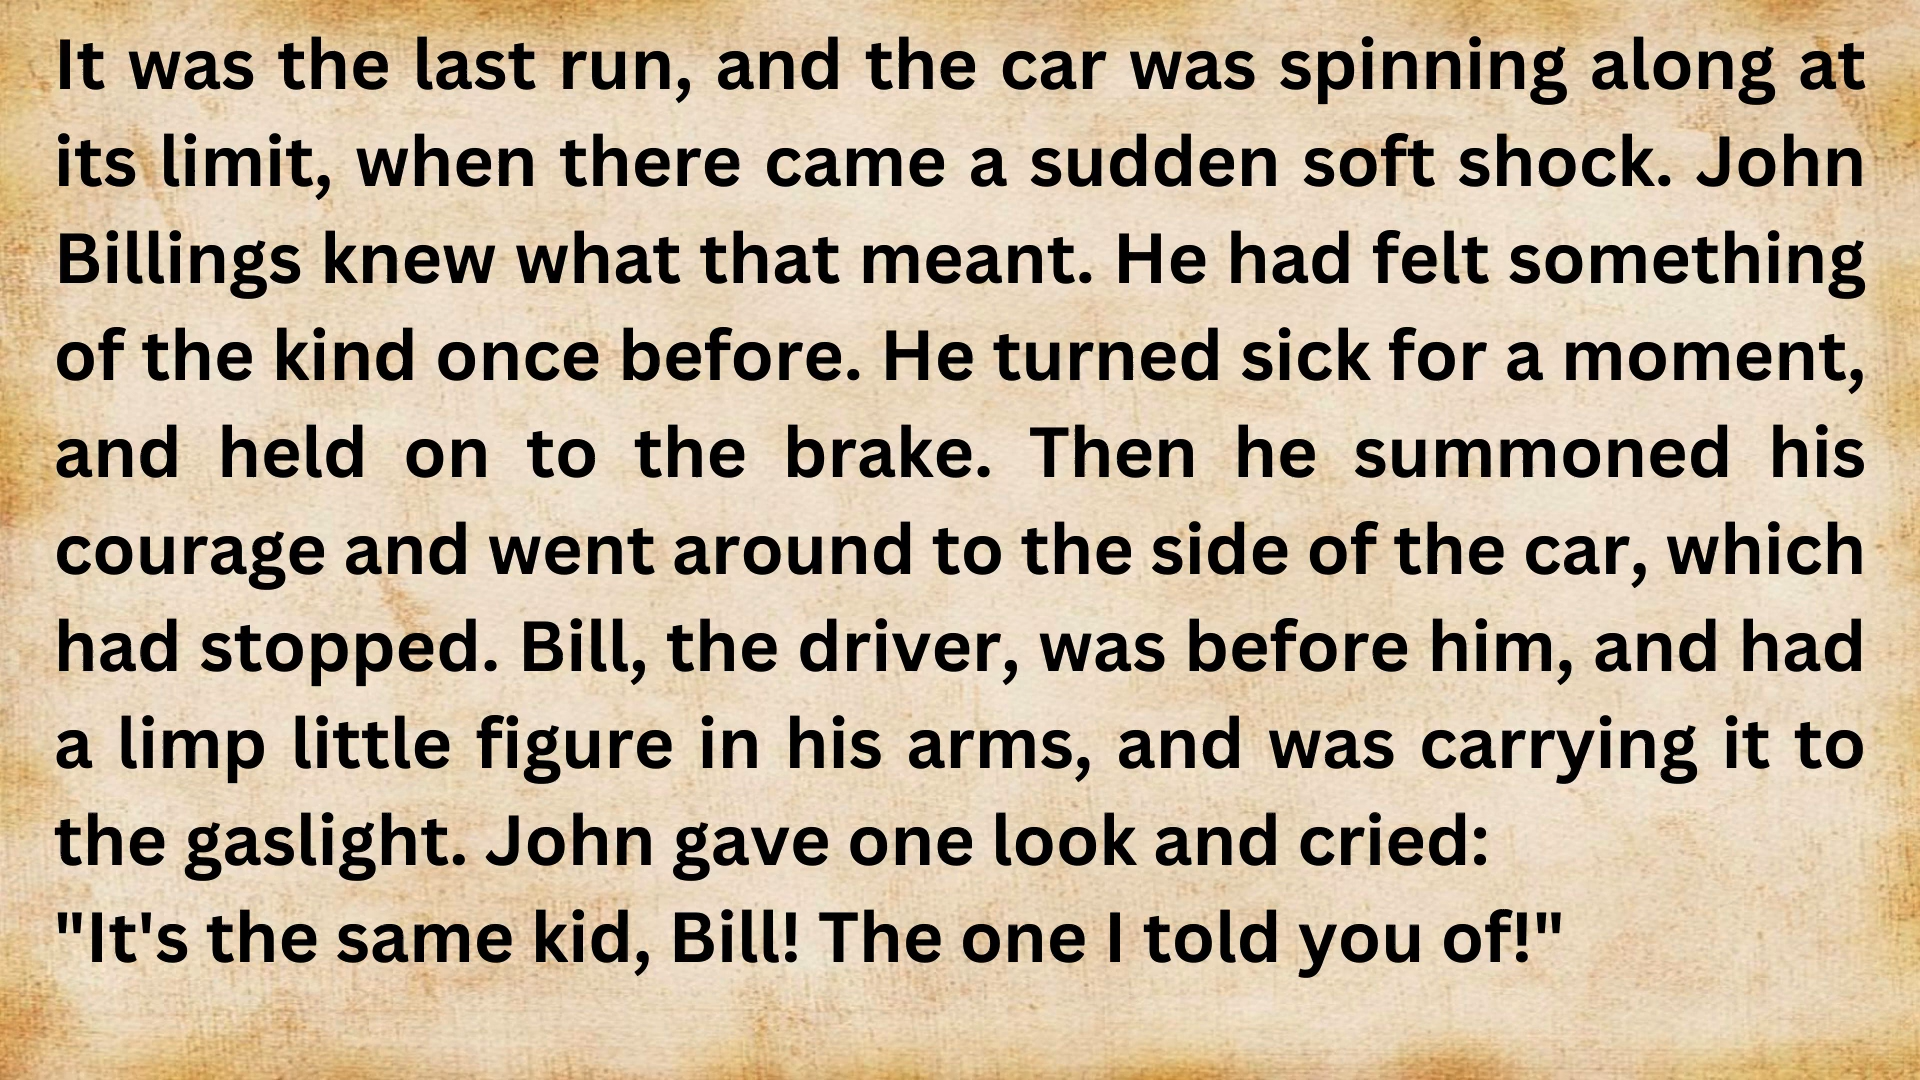 It was the last run, and the car was spinning along at
its limit, when there came a sudden soft shock. John
Billings knew what that meant. He had felt something
of the kind once before. He turned sick for a moment,
and held on to the brake. Then he summoned his
courage and went around to the side of the car, which
had stopped. Bill, the driver, was before him, and had
a limp little figure in his arms, and was carrying it to
the gaslight. John gave one look and cried:
"It's the same kid, Bill! The one I told you of!"